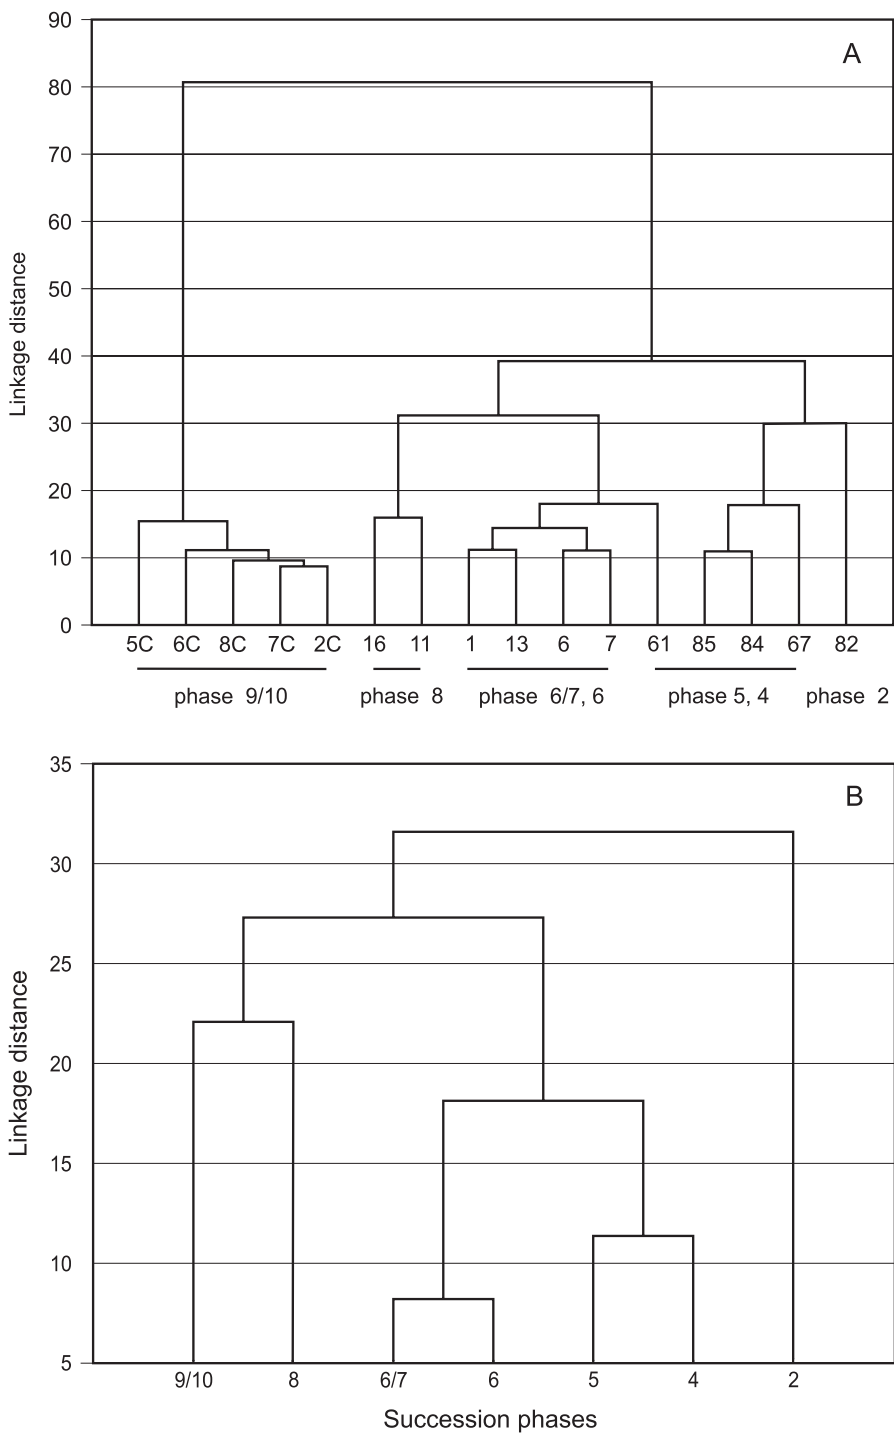 90
A
80
70
60
50
40
30
20
10
0
Linkage distance
5C 6C 8C 7C 2C 16 11 1 13 6 7 61 85 84 67 82
phase 9/10 phase 8 phase 6/7, 6 phase 5, 4 phase 2
35
B
30
25
20
15
10
5
Linkage distance
9/10 8 6/7 6 5 4 2
Succession phases